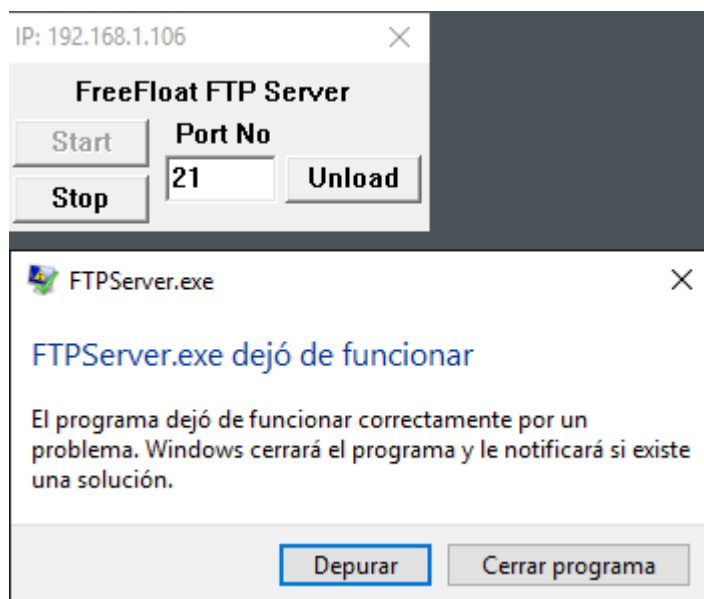 IP: 192.168.1.106
FreeFloat FTP Server
Start
Port No
21
Unload
Stop
FTPServer.exe
FTPServer.exe dejó de funcionar
El programa dejó de funcionar correctamente por un
problema. Windows cerrará el programa y le notificará si existe
una solución.
Depurar
Cerrar programa